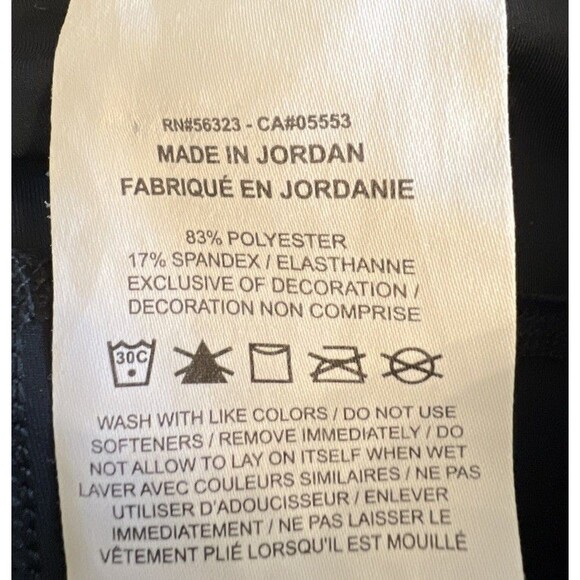 RN#56323 - CA#05553
MADE IN JORDAN
FABRIQUÉ EN JORDANIE
83% POLYESTER
17% SPANDEX / ELASTHANNE
EXCLUSIVE OF DECORATION /
DECORATION NON COMPRISE
30C
WASH WITH LIKE COLORS / DO NOT USE
SOFTENERS / REMOVE IMMEDIATELY / DO
NOT ALLOW TO LAY ON ITSELF WHEN WET
LAVER AVEC COULEURS SIMILAIRES / NE PAS
UTILISER D'ADOUCISSEUR / ENLEVER
IMMEDIATEMENT / NE PAS LAISSER LE
VÊTEMENT PLIÉ LORSQU'IL EST MOUILLÉ